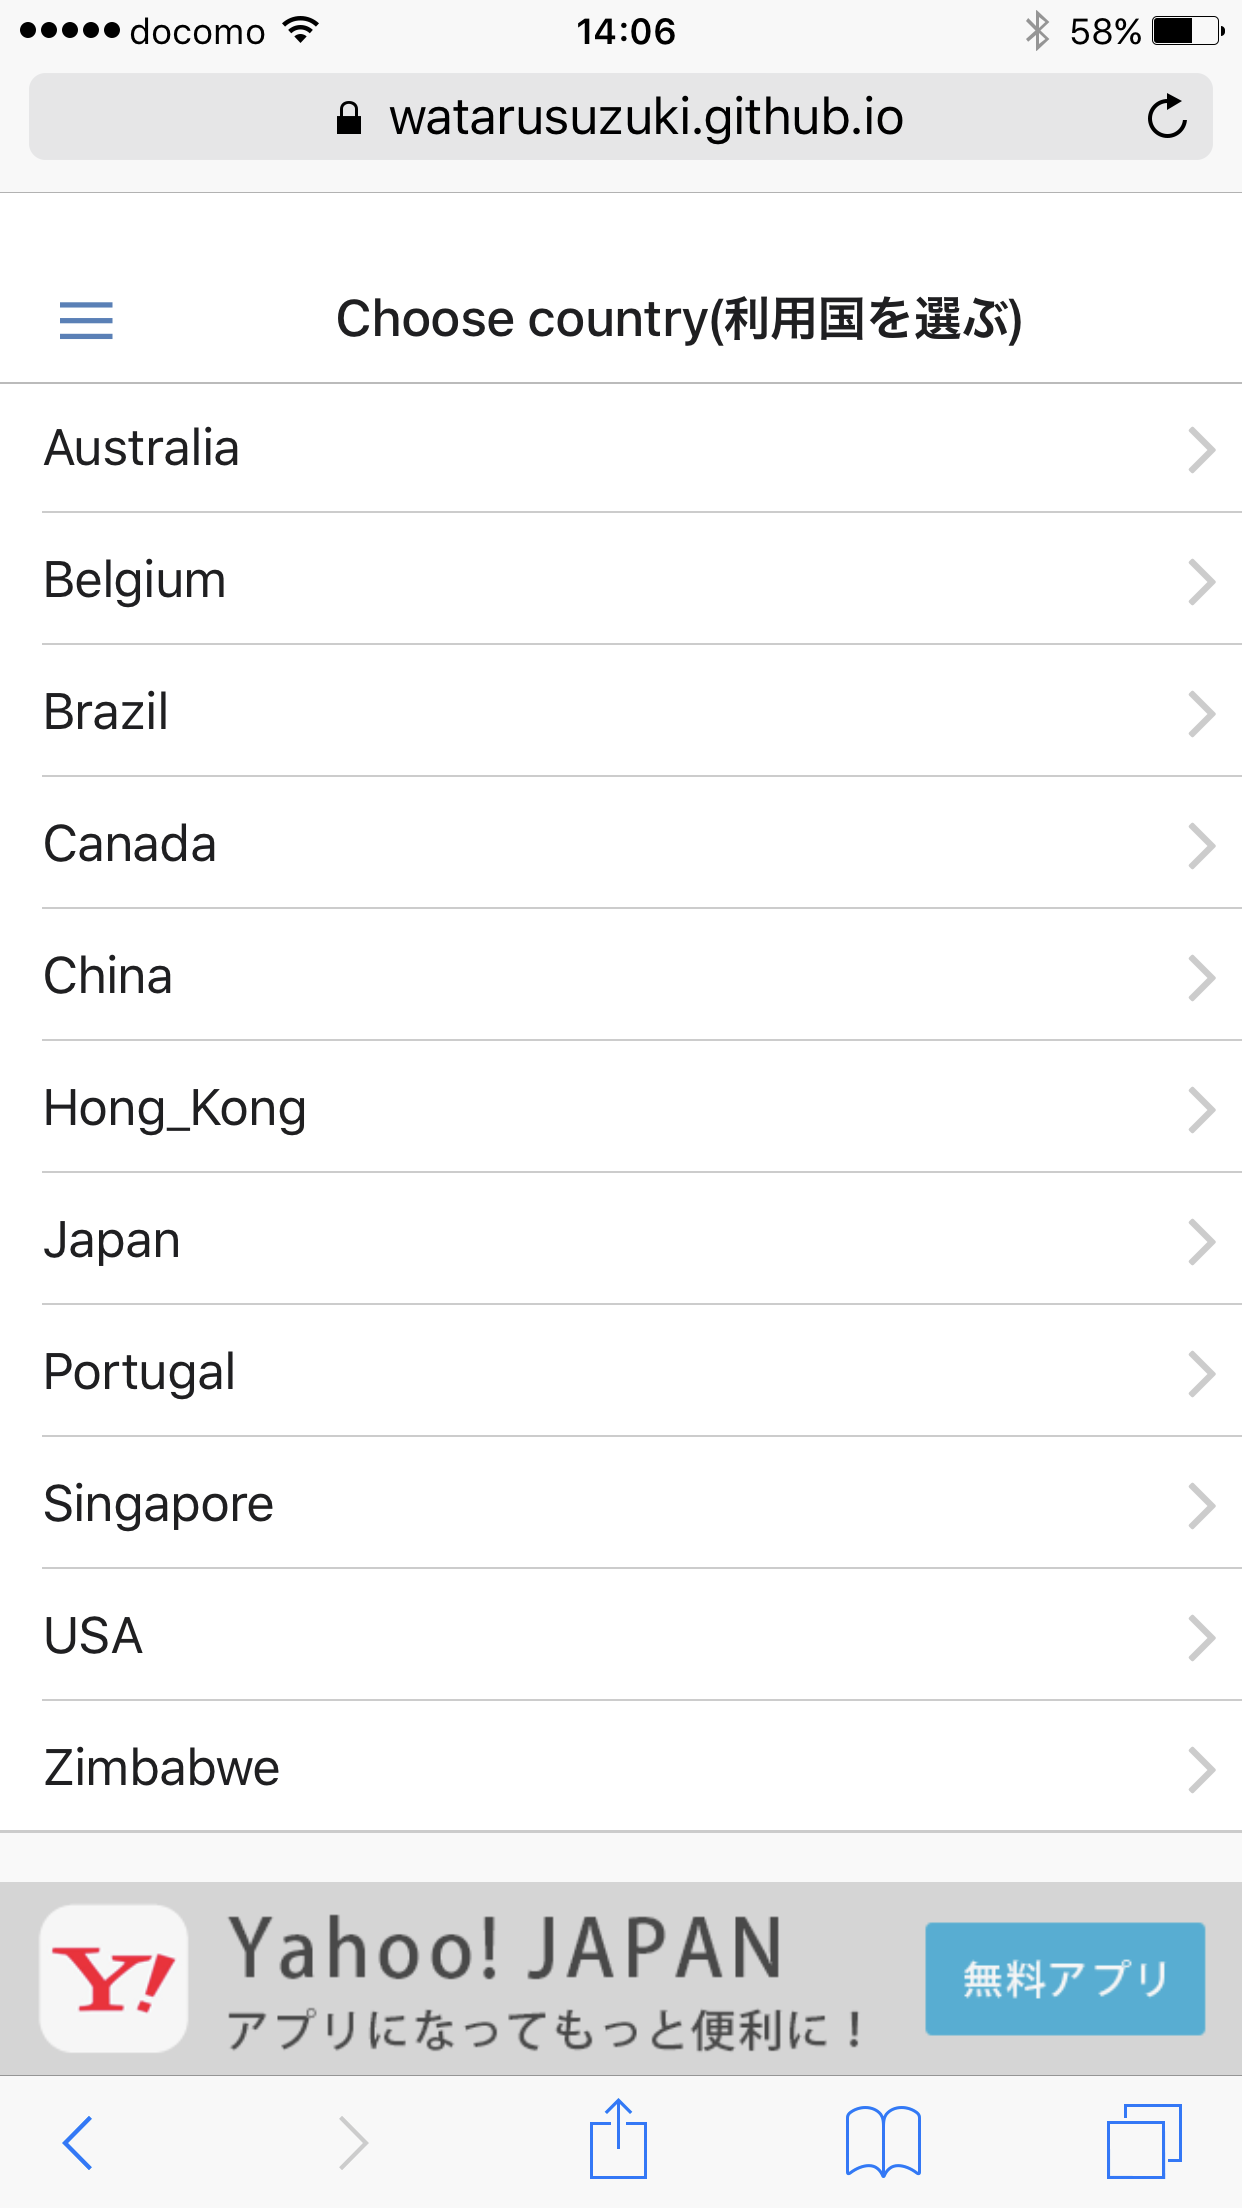 docomo 14:06 58%
watarusuzuki.github.io
Choose country(利用国を選ぶ)
Australia
Belgium
Brazil
Canada
China
Hong_Kong
Japan
Portugal
Singapore
USA
Zimbabwe
Y!
Yahoo! JAPAN
アプリになってもっと便利に！
無料アプリ